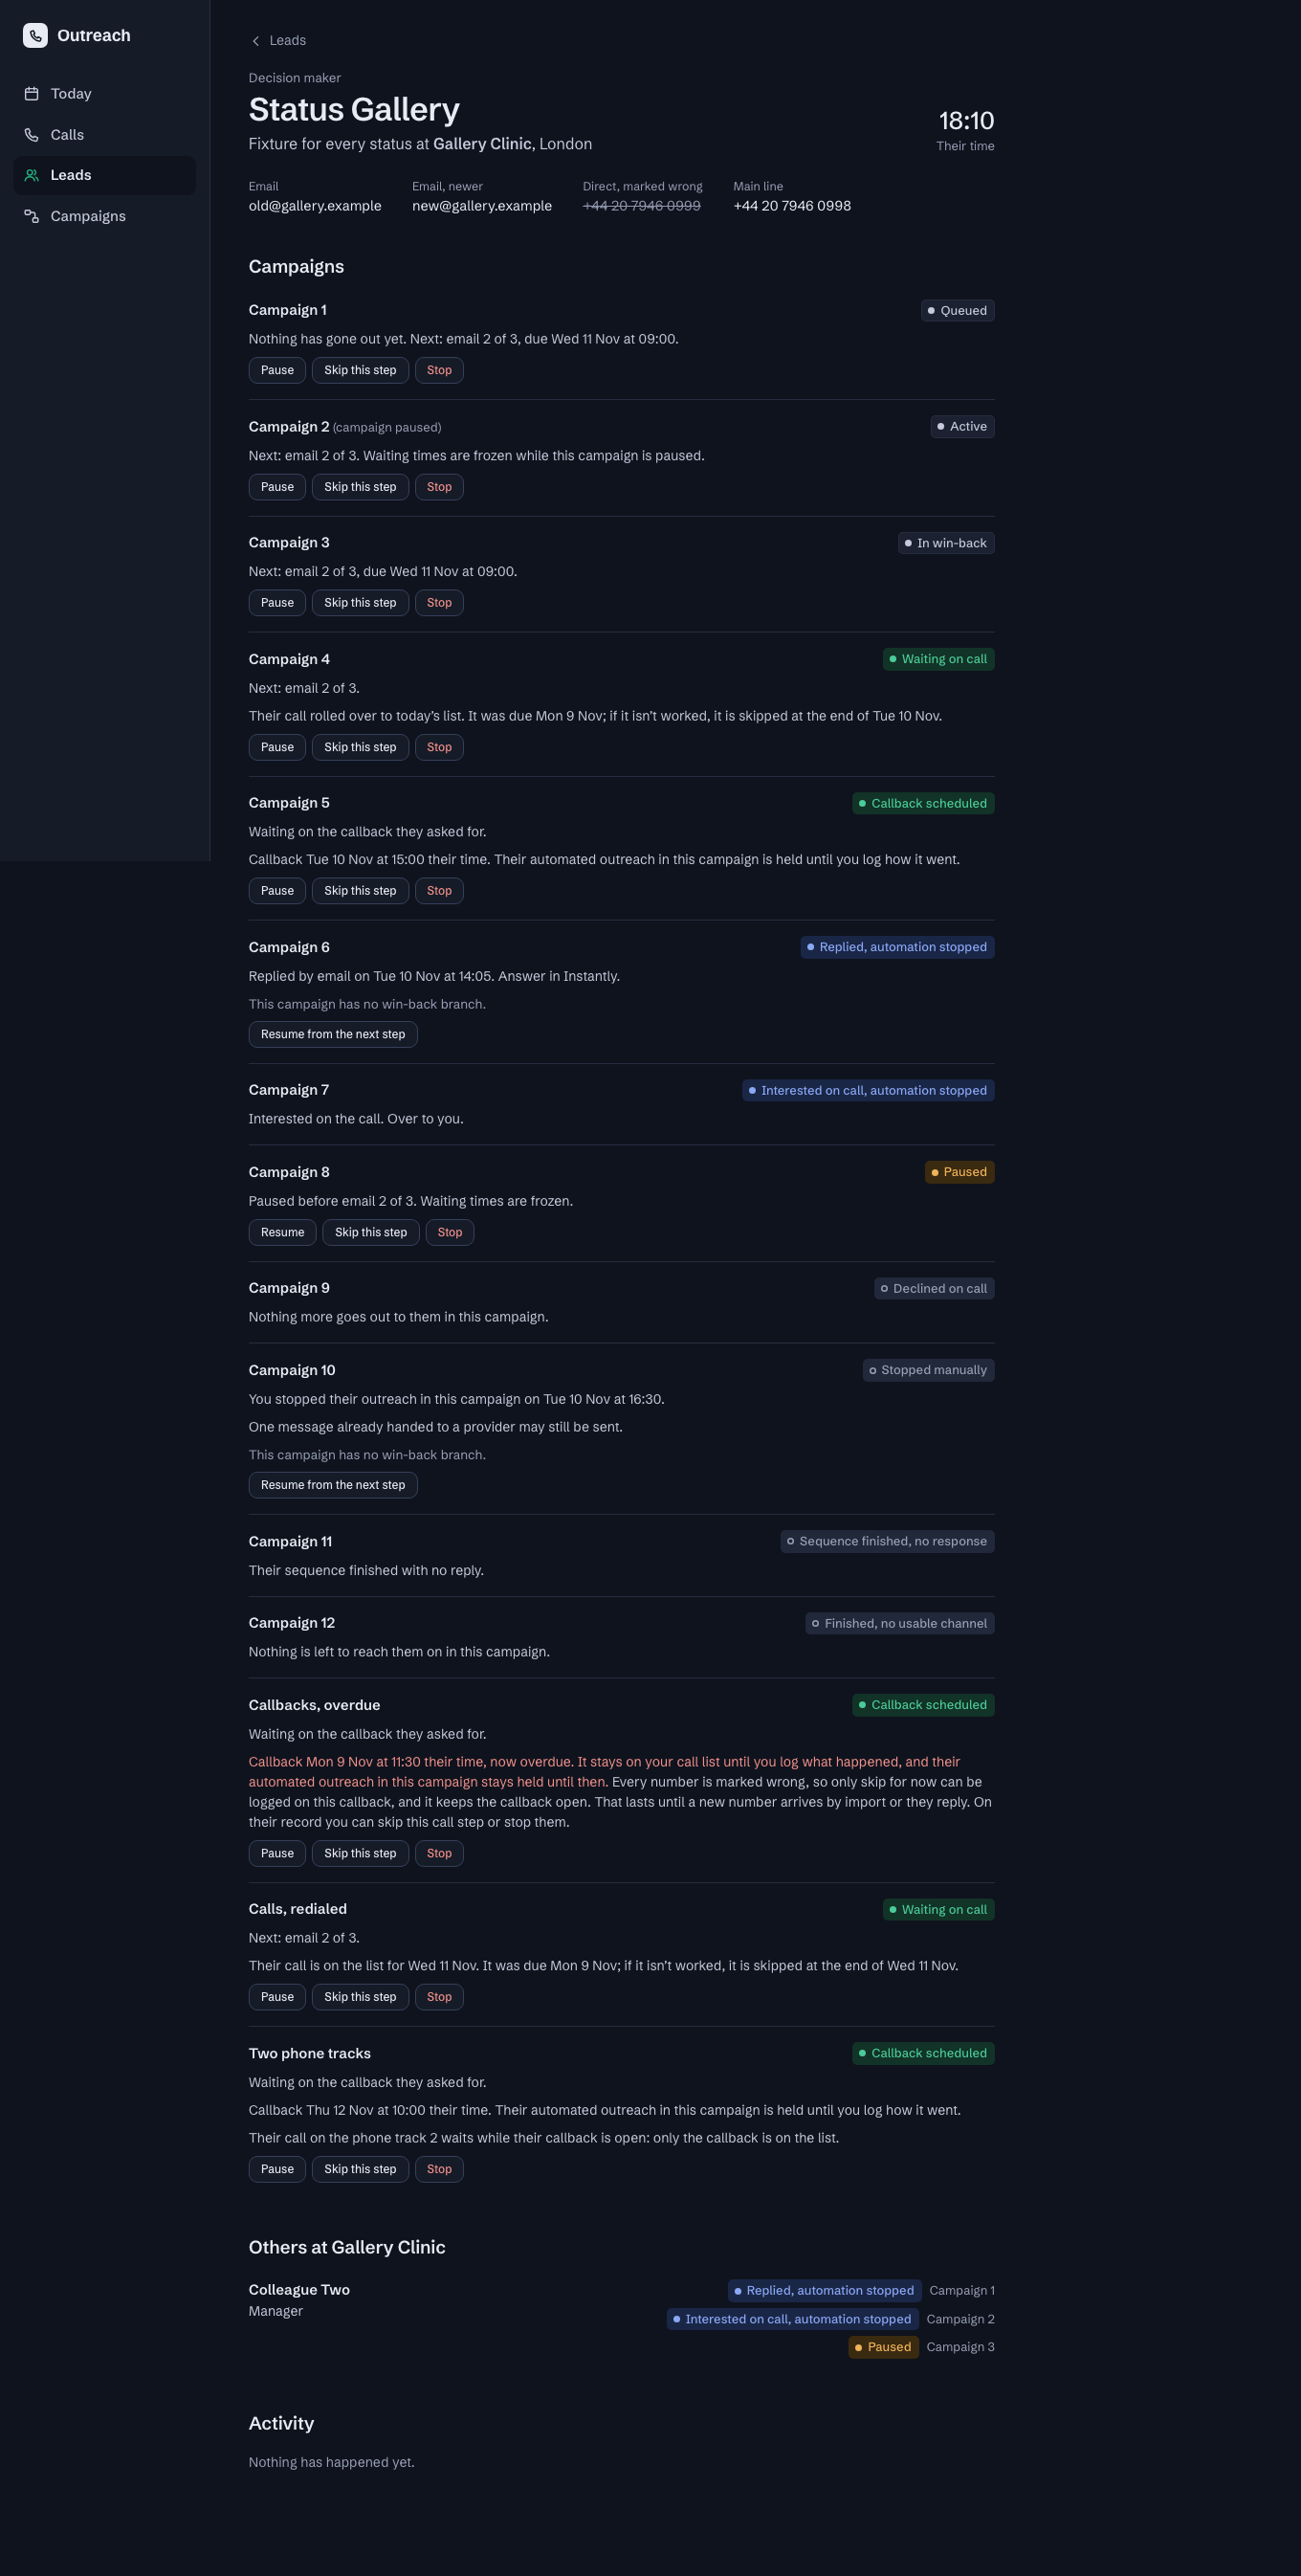 Outreach
Today
Calls
Leads
Campaigns
Leads
Decision maker
Status Gallery
Fixture for every status at Gallery Clinic, London
18:10
Their time
Email
old@gallery.example
Email, newer
new@gallery.example
Direct, marked wrong
+44 20 7946 0999
Main line
+44 20 7946 0998
Campaigns
Campaign 1
Queued
Nothing has gone out yet. Next: email 2 of 3, due Wed 11 Nov at 09:00.
Pause Skip this step Stop
Campaign 2 (campaign paused)
Active
Next: email 2 of 3. Waiting times are frozen while this campaign is paused.
Pause Skip this step Stop
Campaign 3
In win-back
Next: email 2 of 3, due Wed 11 Nov at 09:00.
Pause Skip this step Stop
Campaign 4
Waiting on call
Next: email 2 of 3.
Their call rolled over to today’s list. It was due Mon 9 Nov; if it isn’t worked, it is skipped at the end of Tue 10 Nov.
Pause Skip this step Stop
Campaign 5
Callback scheduled
Waiting on the callback they asked for.
Callback Tue 10 Nov at 15:00 their time. Their automated outreach in this campaign is held until you log how it went.
Pause Skip this step Stop
Campaign 6
Replied, automation stopped
Replied by email on Tue 10 Nov at 14:05. Answer in Instantly.
This campaign has no win-back branch.
Resume from the next step
Campaign 7
Interested on call, automation stopped
Interested on the call. Over to you.
Campaign 8
Paused
Paused before email 2 of 3. Waiting times are frozen.
Resume Skip this step Stop
Campaign 9
Declined on call
Nothing more goes out to them in this campaign.
Campaign 10
Stopped manually
You stopped their outreach in this campaign on Tue 10 Nov at 16:30.
One message already handed to a provider may still be sent.
This campaign has no win-back branch.
Resume from the next step
Campaign 11
Sequence finished, no response
Their sequence finished with no reply.
Campaign 12
Finished, no usable channel
Nothing is left to reach them on in this campaign.
Callbacks, overdue
Callback scheduled
Waiting on the callback they asked for.
Callback Mon 9 Nov at 11:30 their time, now overdue. It stays on your call list until you log what happened, and their
automated outreach in this campaign stays held until then. Every number is marked wrong, so only skip for now can be
logged on this callback, and it keeps the callback open. That lasts until a new number arrives by import or they reply. On
their record you can skip this call step or stop them.
Pause Skip this step Stop
Calls, redialed
Waiting on call
Next: email 2 of 3.
Their call is on the list for Wed 11 Nov. It was due Mon 9 Nov; if it isn’t worked, it is skipped at the end of Wed 11 Nov.
Pause Skip this step Stop
Two phone tracks
Callback scheduled
Waiting on the callback they asked for.
Callback Thu 12 Nov at 10:00 their time. Their automated outreach in this campaign is held until you log how it went.
Their call on the phone track 2 waits while their callback is open: only the callback is on the list.
Pause Skip this step Stop
Others at Gallery Clinic
Colleague Two
Manager
Replied, automation stopped Campaign 1
Interested on call, automation stopped Campaign 2
Paused Campaign 3
Activity
Nothing has happened yet.